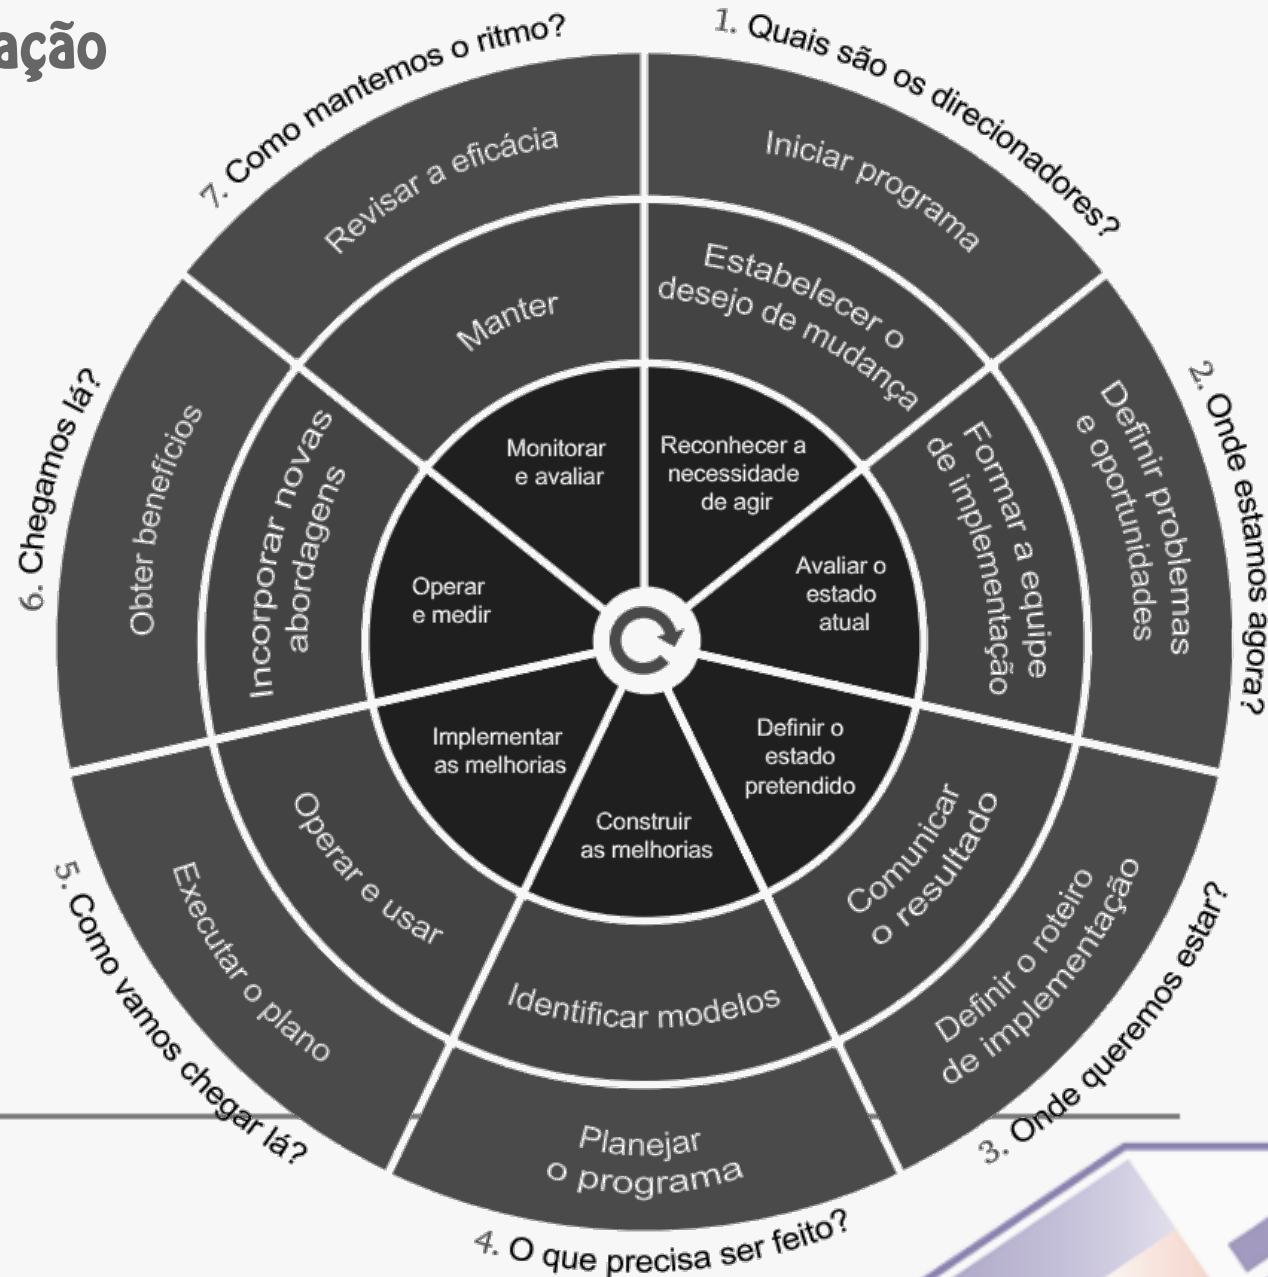 ação
1. Quais são os direcionadores?
Iniciar programa
Estabelecer o
desejo de mudança
Reconhecer a
necessidade
de agir
2. Onde estamos agora?
Definir problemas
e oportunidades
Formar a equipe
de implementação
Avaliar o
estado
atual
3. Onde queremos estar?
Definir o roteiro
de implementação
Comunicar
o resultado
Definir o
estado
pretendido
4. O que precisa ser feito?
Planejar
o programa
Identificar modelos
Construir
as melhorias
5. Como vamos chegar lá?
Executar o plano
Operar e usar
Implementar
as melhorias
6. Chegamos lá?
Obter benefícios
Incorporar novas
abordagens
Operar
e medir
7. Como mantemos o ritmo?
Revisar a eficácia
Manter
Monitorar
e avaliar